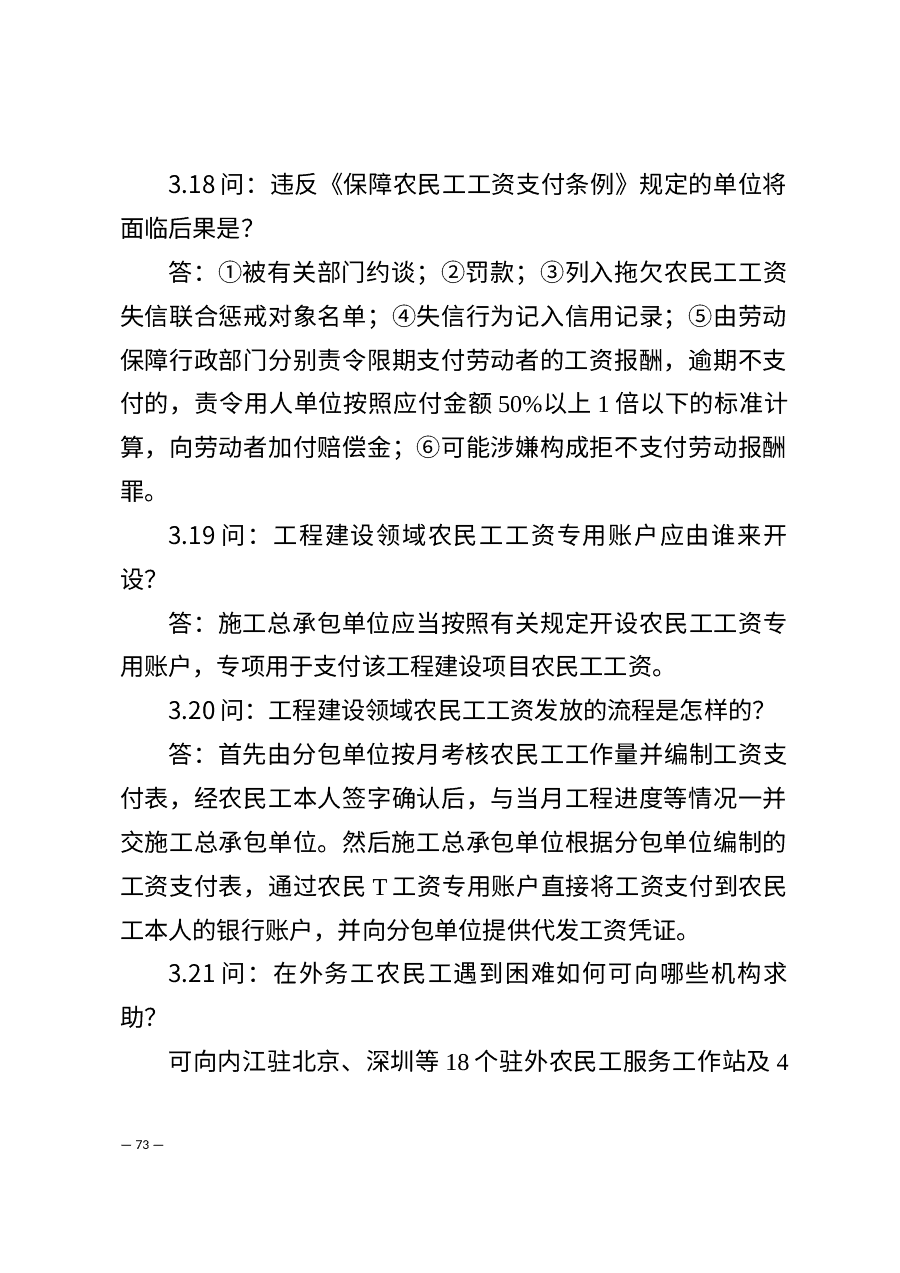 3.18 问：违反《保障农民工工资支付条例》规定的单位将
面临后果是？
答：①被有关部门约谈；②罚款；③列入拖欠农民工工资
失信联合惩戒对象名单；④失信行为记入信用记录；⑤由劳动
保障行政部门分别责令限期支付劳动者的工资报酬，逾期不支
付的，责令用人单位按照应付金额 50%以上 1 倍以下的标准计
算，向劳动者加付赔偿金；⑥可能涉嫌构成拒不支付劳动报酬
罪。
3.19 问：工程建设领域农民工工资专用账户应由谁来开
设？
答：施工总承包单位应当按照有关规定开设农民工工资专
用账户，专项用于支付该工程建设项目农民工工资。
3.20 问：工程建设领域农民工工资发放的流程是怎样的？
答：首先由分包单位按月考核农民工工作量并编制工资支
付表，经农民工本人签字确认后，与当月工程进度等情况一并
交施工总承包单位。然后施工总承包单位根据分包单位编制的
工资支付表，通过农民 T 工资专用账户直接将工资支付到农民
工本人的银行账户，并向分包单位提供代发工资凭证。
3.21 问：在外务工农民工遇到困难如何可向哪些机构求
助？
可向内江驻北京、深圳等 18 个驻外农民工服务工作站及 4
— 73 —